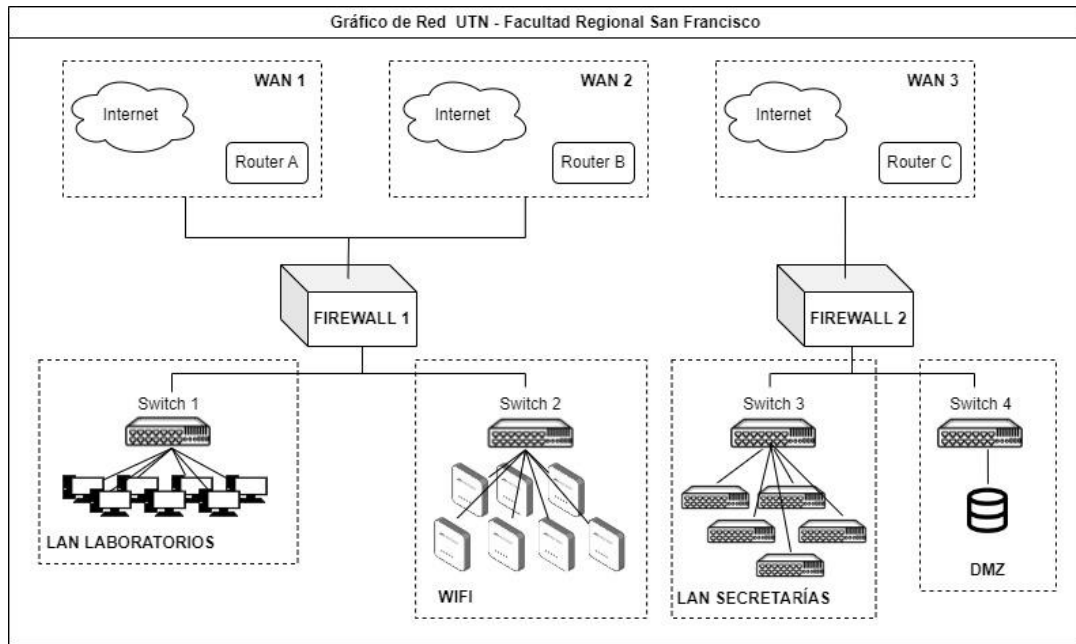 Gráfico de Red UTN - Facultad Regional San Francisco
WAN 1
Internet
Router A
WAN 2
Internet
Router B
WAN 3
Internet
Router C
FIREWALL 1
FIREWALL 2
Switch 1
LAN LABORATORIOS
Switch 2
WIFI
Switch 3
LAN SECRETARÍAS
Switch 4
DMZ